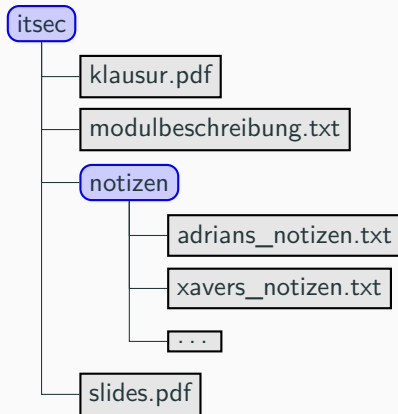 itsec
klausur.pdf
modulbeschreibung.txt
notizen
adrians_notizen.txt
xavers_notizen.txt
...
slides.pdf